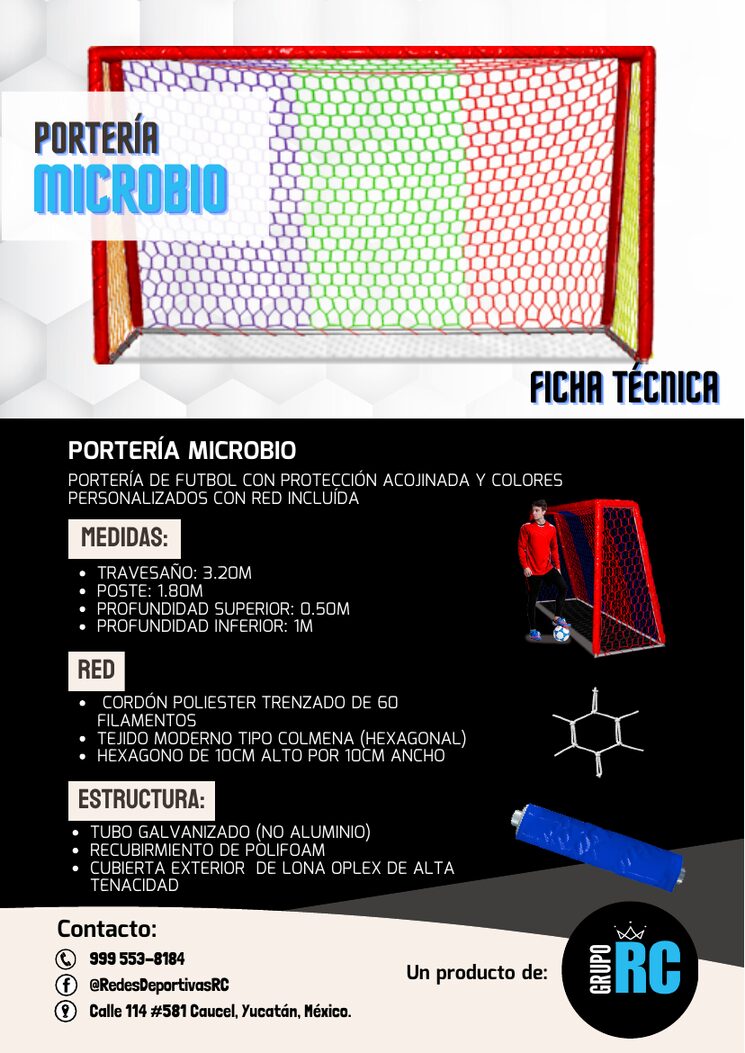 PORTERÍA
MICROBIO
FICHA TÉCNICA
PORTERÍA MICROBIO
PORTERÍA DE FUTBOL CON PROTECCIÓN ACOJINADA Y COLORES
PERSONALIZADOS CON RED INCLUÍDA
MEDIDAS:
• TRAVESAÑO: 3.20M
• POSTE: 1.80M
• PROFUNDIDAD SUPERIOR: 0.50M
• PROFUNDIDAD INFERIOR: 1M
RED
• CORDÓN POLIESTER TRENZADO DE 60
FILAMENTOS
• TEJIDO MODERNO TIPO COLMENA (HEXAGONAL)
• HEXAGONO DE 10CM ALTO POR 10CM ANCHO
ESTRUCTURA:
• TUBO GALVANIZADO (NO ALUMINIO)
• RECUBIRMIENTO DE POLIFOAM
• CUBIERTA EXTERIOR DE LONA OPLEX DE ALTA
TENACIDAD
Contacto:
999 553-8184
@RedesDeportivasRC
Calle 114 #581 Caucel, Yucatán, México.
Un producto de:
GRUPO
RC